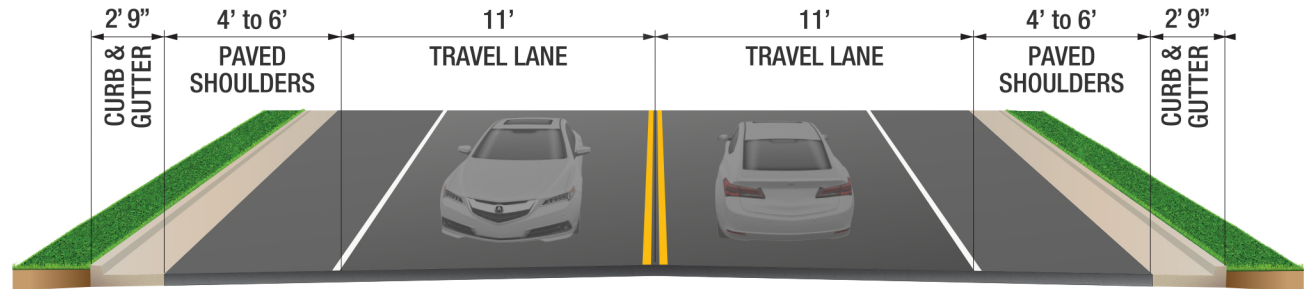 2' 9”
4’ to 6’
11’
11’
4’ to 6’
2’ 9”
CURB &
GUTTER
PAVED
SHOULDERS
TRAVEL LANE
TRAVEL LANE
PAVED
SHOULDERS
CURB &
GUTTER